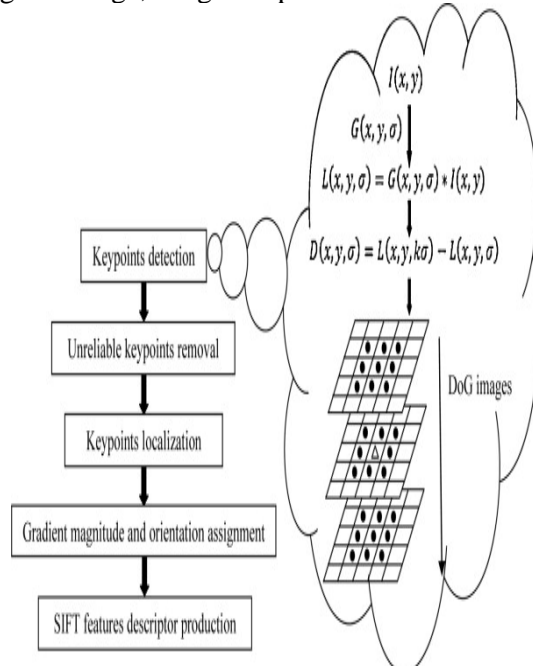 I(x, y)
G(x, y, σ)
L(x, y, σ) = G(x, y, σ) * I(x, y)
D(x, y, σ) = L(x, y, kσ) − L(x, y, σ)
DoG images
Keypoints detection
Unreliable keypoints removal
Keypoints localization
Gradient magnitude and orientation assignment
SIFT features descriptor production